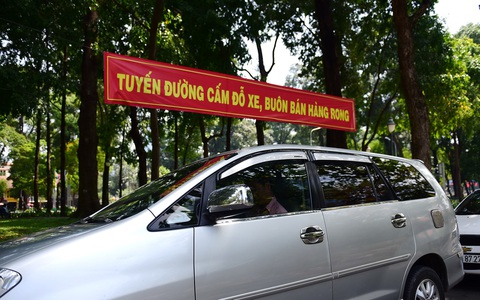 TUYẾN ĐƯỜNG CẤM ĐỖ XE, BUÔN BÁN HÀNG RONG